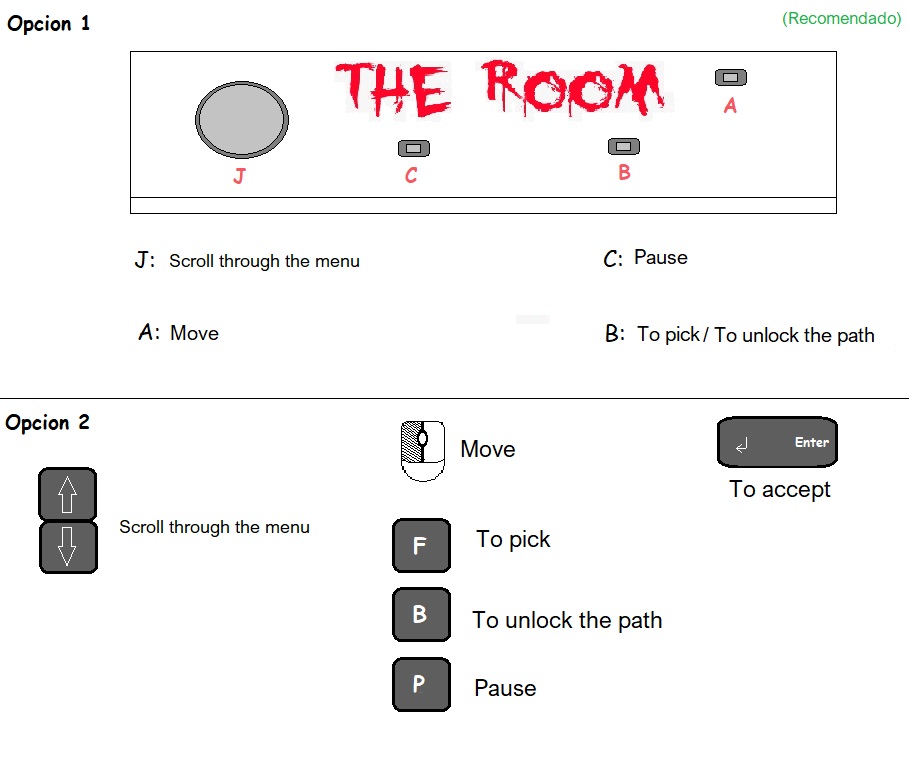 Opcion 1
(Recomendado)
THE ROOM
A
J
C
B
J: Scroll through the menu
C: Pause
A: Move
B: To pick / To unlock the path
Opcion 2
Move
Enter
To accept
Scroll through the menu
F
To pick
B
To unlock the path
P
Pause